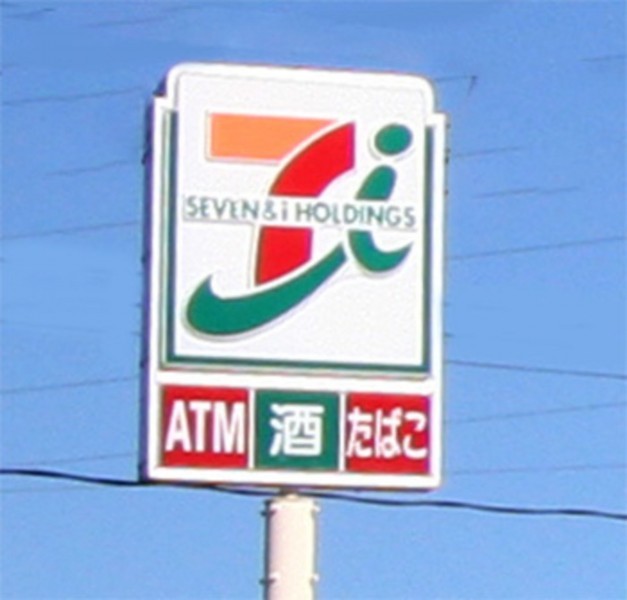 SEVEN & i HOLDINGS
ATM 酒 たばこ